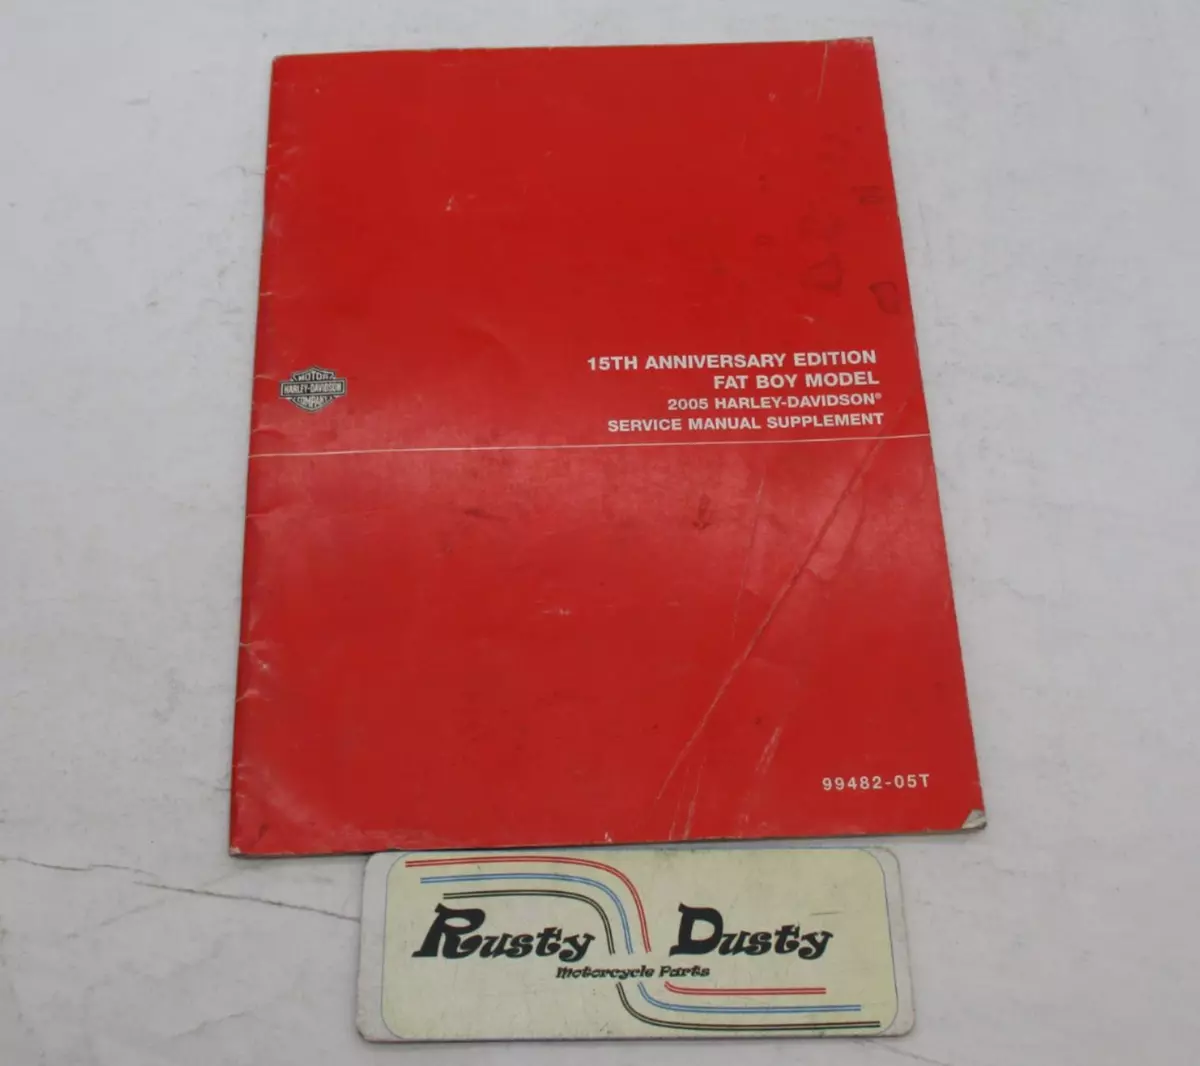 15TH ANNIVERSARY EDITION
FAT BOY MODEL
2005 HARLEY-DAVIDSON®
SERVICE MANUAL SUPPLEMENT
MOTOR
HARLEY-DAVIDSON
COMPANY
99482-05T
Rusty Dusty
Motorcycle Parts